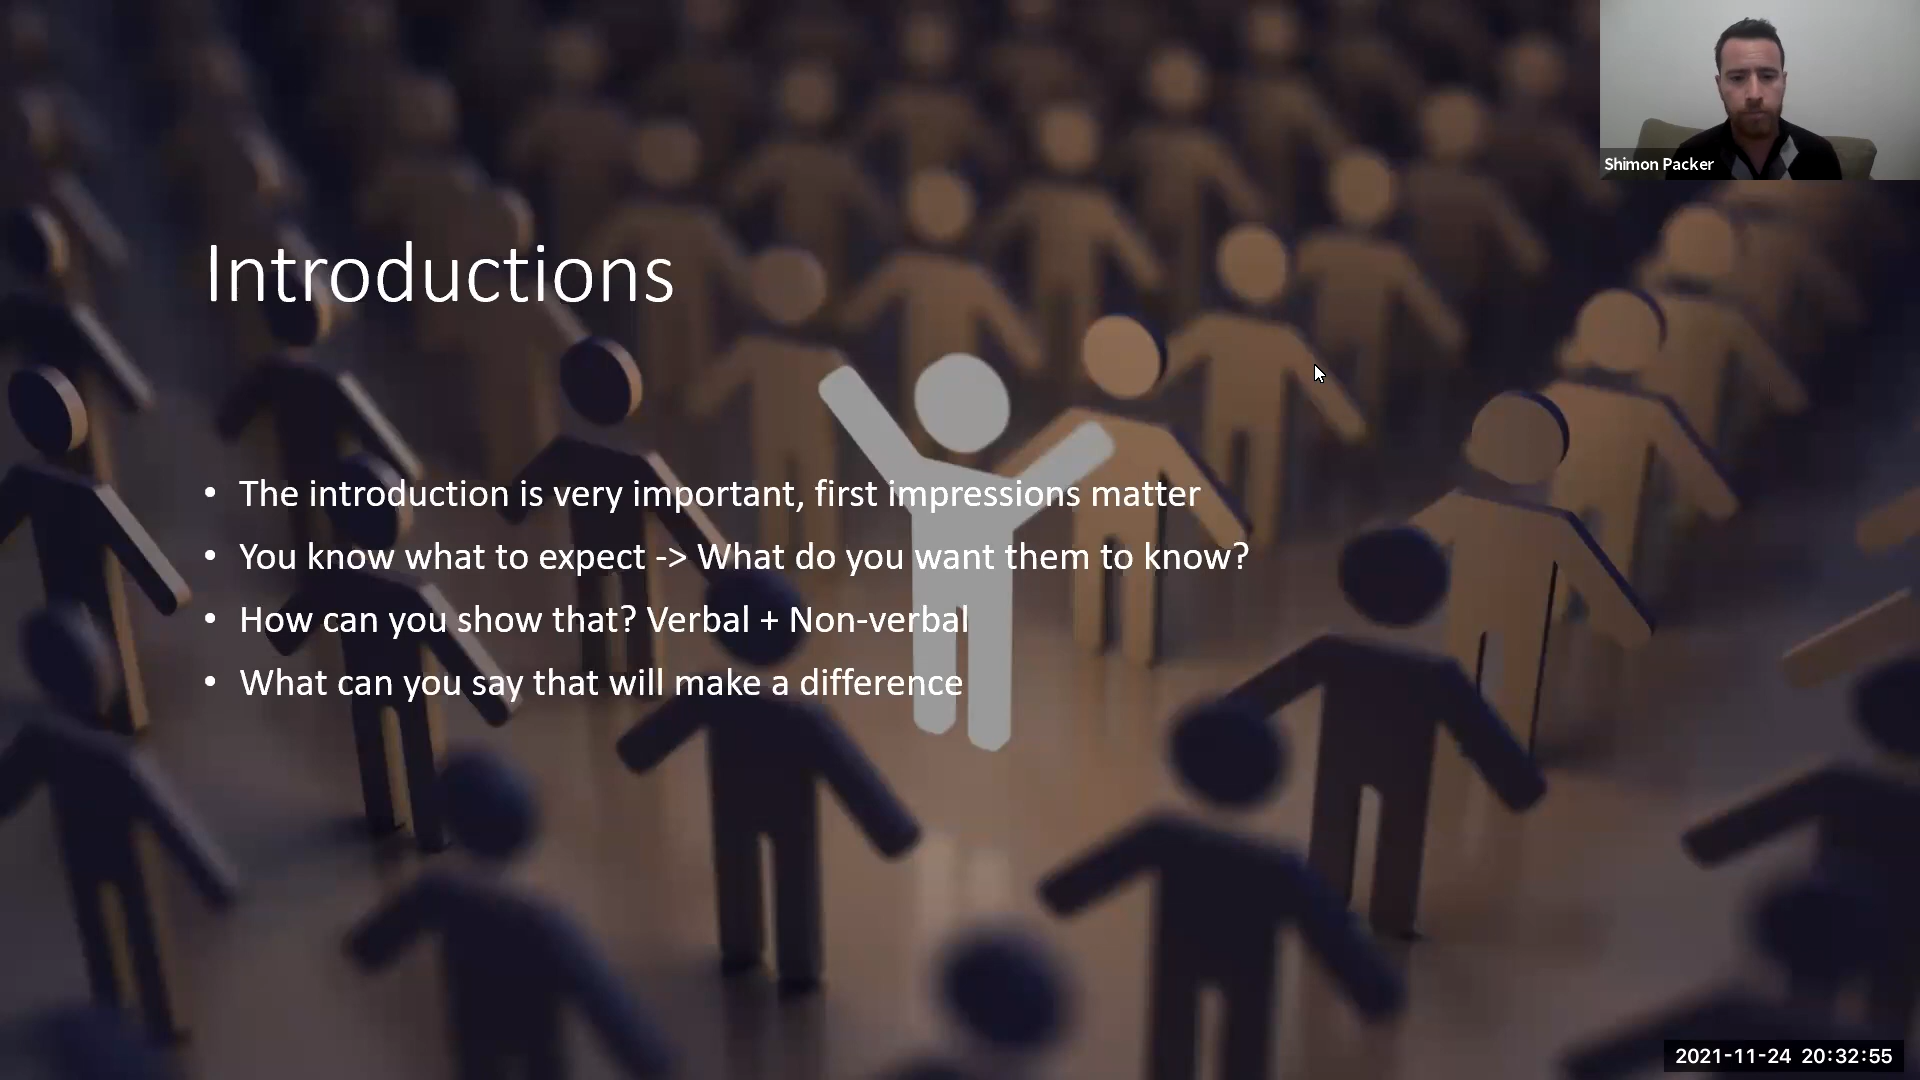 Shimon Packer
Introductions
• The introduction is very important, first impressions matter
• You know what to expect -> What do you want them to know?
• How can you show that? Verbal + Non-verbal
• What can you say that will make a difference
2021-11-24 20:32:55